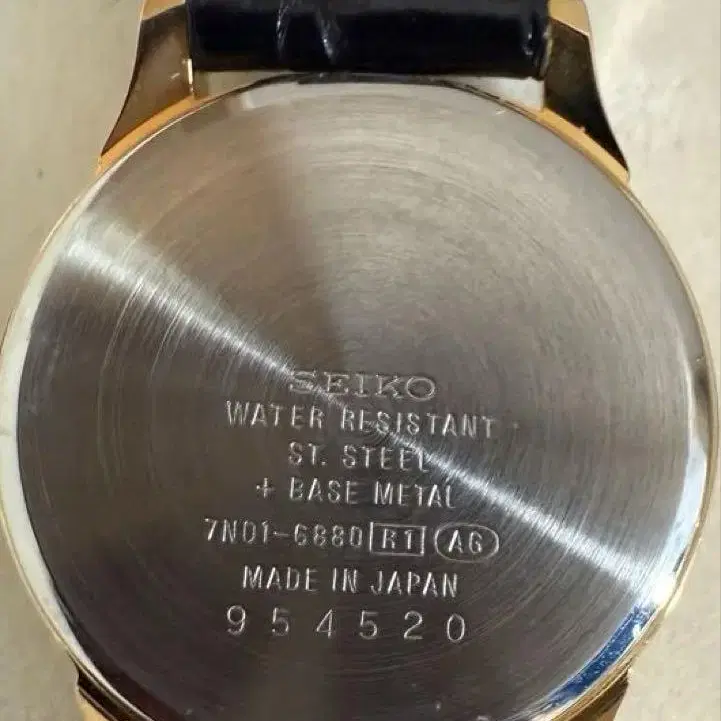 SEIKO
WATER RESISTANT
ST. STEEL
+ BASE METAL
7N01-6880 R1 AG
MADE IN JAPAN
954520